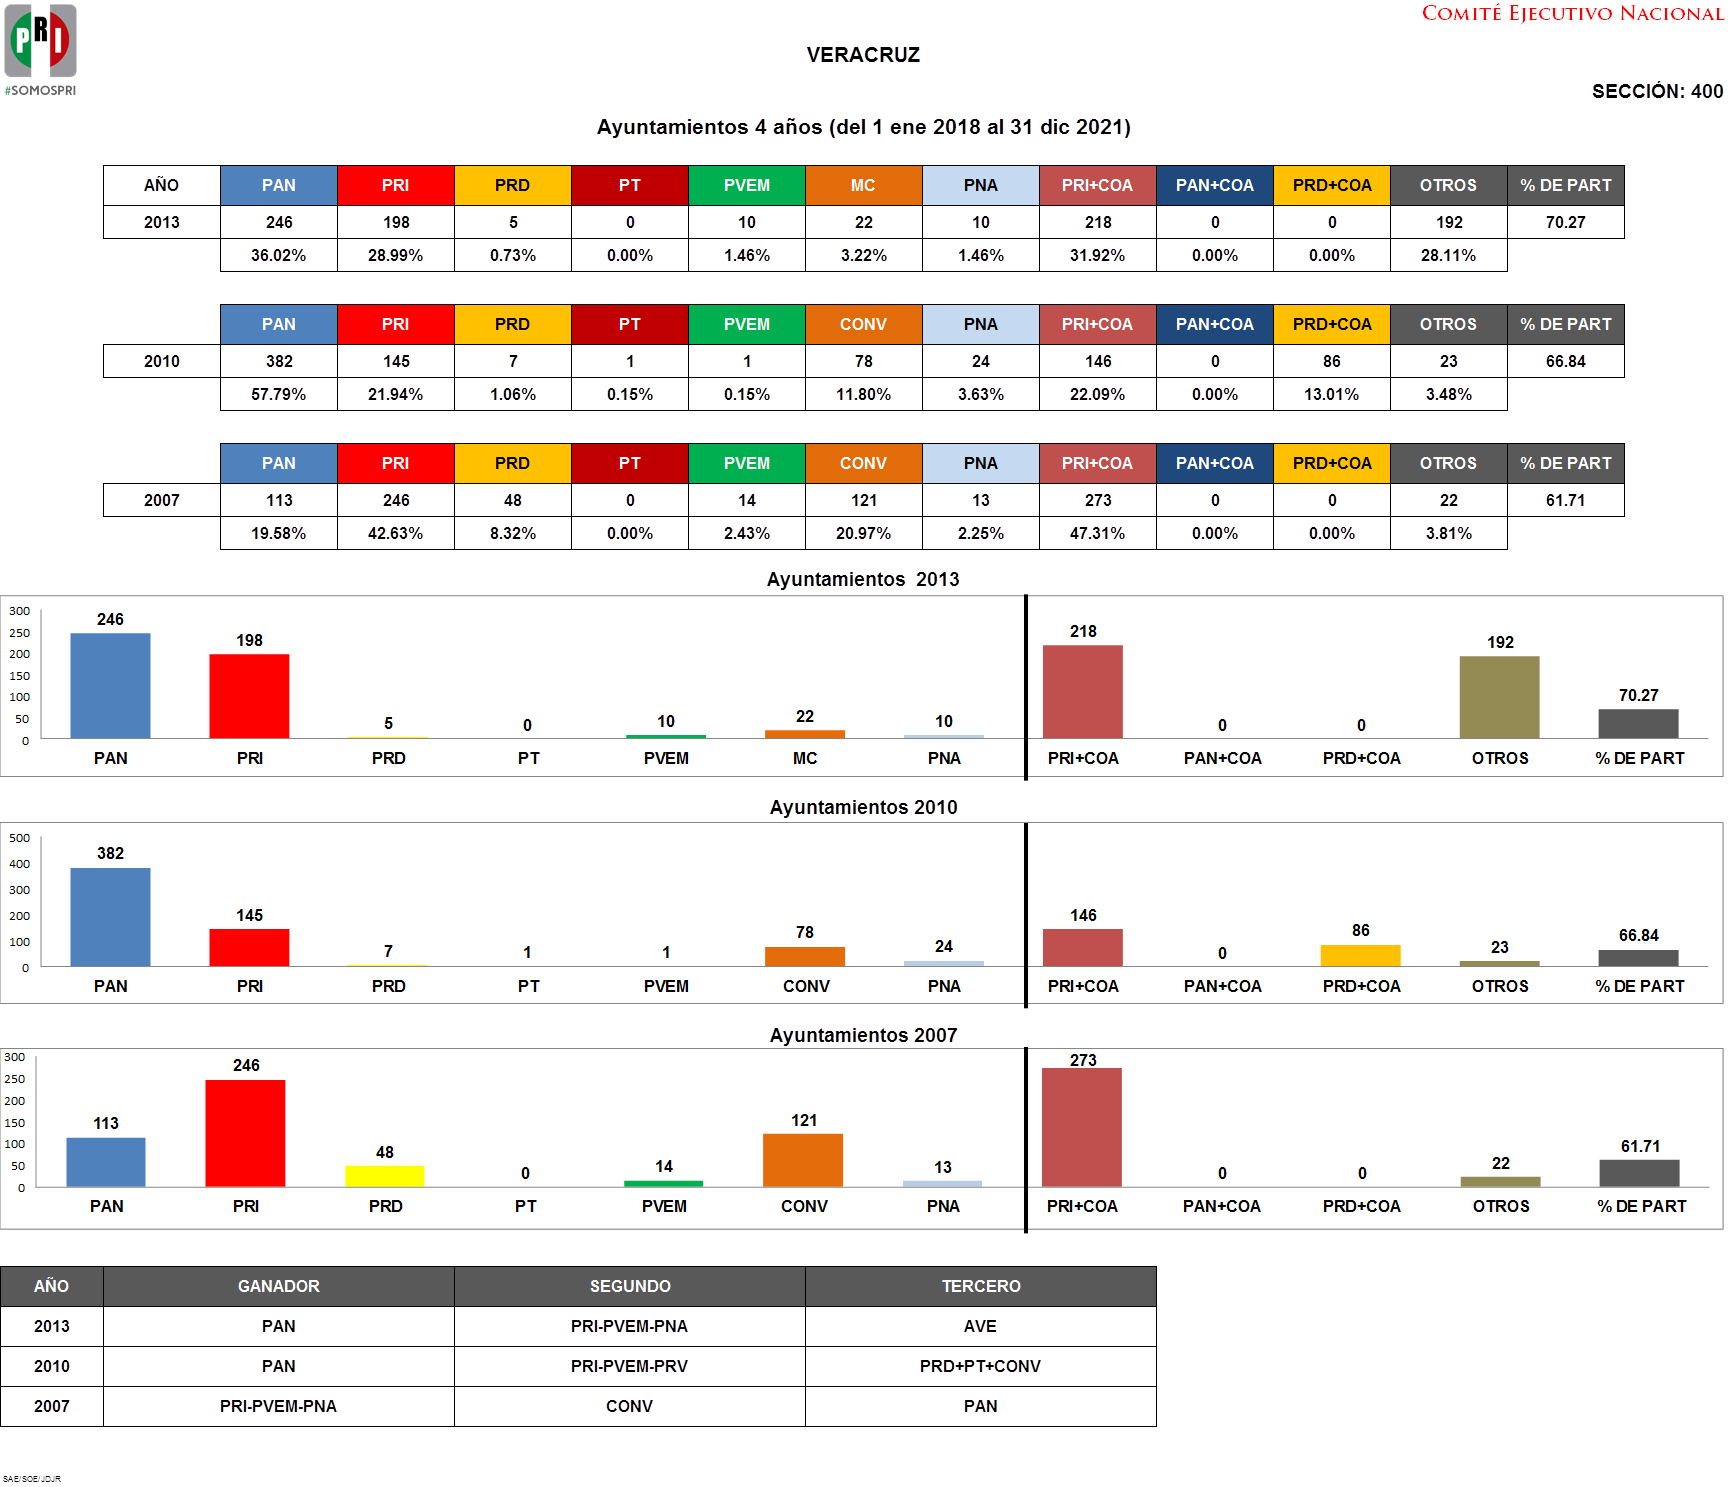 PRI
#SOMOSPRI
COMITÉ EJECUTIVO NACIONAL
VERACRUZ
SECCIÓN: 400
Ayuntamientos 4 años (del 1 ene 2018 al 31 dic 2021)
AÑO PAN PRI PRD PT PVEM MC PNA PRI+COA PAN+COA PRD+COA OTROS % DE PART
2013 246 198 5 0 10 22 10 218 0 0 192 70.27
36.02% 28.99% 0.73% 0.00% 1.46% 3.22% 1.46% 31.92% 0.00% 0.00% 28.11%
PAN PRI PRD PT PVEM CONV PNA PRI+COA PAN+COA PRD+COA OTROS % DE PART
2010 382 145 7 1 1 78 24 146 0 86 23 66.84
57.79% 21.94% 1.06% 0.15% 0.15% 11.80% 3.63% 22.09% 0.00% 13.01% 3.48%
PAN PRI PRD PT PVEM CONV PNA PRI+COA PAN+COA PRD+COA OTROS % DE PART
2007 113 246 48 0 14 121 13 273 0 0 22 61.71
19.58% 42.63% 8.32% 0.00% 2.43% 20.97% 2.25% 47.31% 0.00% 0.00% 3.81%
Ayuntamientos 2013
300
250
200
150
100
50
0
246 198 5 0 10 22 10 218 0 0 192 70.27
PAN PRI PRD PT PVEM MC PNA PRI+COA PAN+COA PRD+COA OTROS % DE PART
Ayuntamientos 2010
500
400
300
200
100
0
382 145 7 1 1 78 24 146 0 86 23 66.84
PAN PRI PRD PT PVEM CONV PNA PRI+COA PAN+COA PRD+COA OTROS % DE PART
Ayuntamientos 2007
300
250
200
150
100
50
0
113 246 48 0 14 121 13 273 0 0 22 61.71
PAN PRI PRD PT PVEM CONV PNA PRI+COA PAN+COA PRD+COA OTROS % DE PART
AÑO GANADOR SEGUNDO TERCERO
2013 PAN PRI-PVEM-PNA AVE
2010 PAN PRI-PVEM-PRV PRD+PT+CONV
2007 PRI-PVEM-PNA CONV PAN
SAE/SOE/JDJR